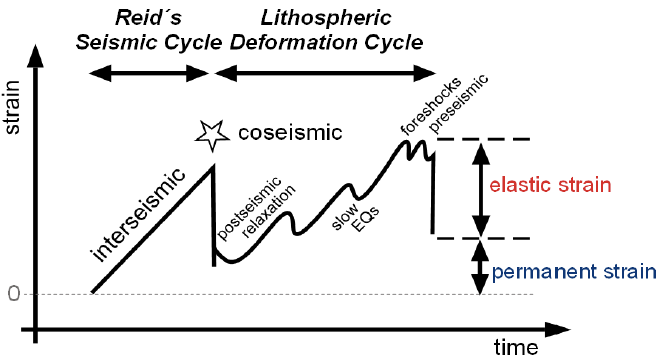 Reid´s
Seismic Cycle
Lithospheric
Deformation Cycle
strain
foreshocks
preseismic
coseismic
interseismic
postseismic
relaxation
slow
EQs
elastic strain
permanent strain
0
time